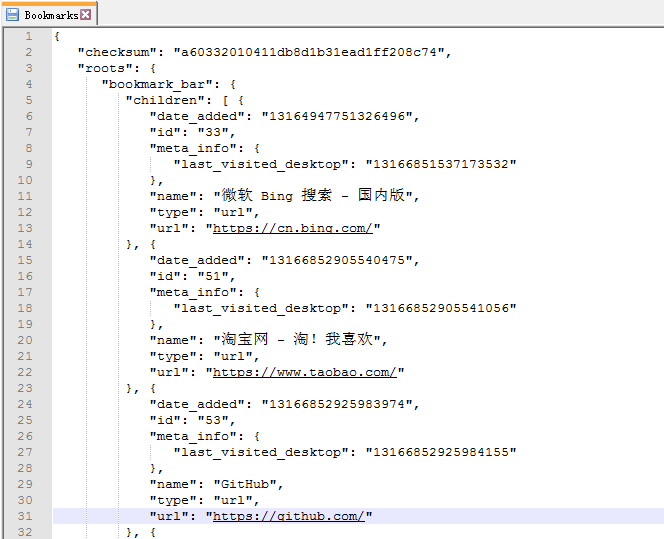 Bookmarks
1 {
2 "checksum": "a60332010411db8d1b31ead1ff208c74",
3 "roots": {
4 "bookmark_bar": {
5 "children": [ {
6 "date_added": "13164947751326496",
7 "id": "33",
8 "meta_info": {
9 "last_visited_desktop": "13166851537173532"
10 },
11 "name": "微软 Bing 搜索 - 国内版",
12 "type": "url",
13 "url": "https://cn.bing.com/"
14 }, {
15 "date_added": "13166852905540475",
16 "id": "51",
17 "meta_info": {
18 "last_visited_desktop": "13166852905541056"
19 },
20 "name": "淘宝网 - 淘！我喜欢",
21 "type": "url",
22 "url": "https://www.taobao.com/"
23 }, {
24 "date_added": "13166852925983974",
25 "id": "53",
26 "meta_info": {
27 "last_visited_desktop": "13166852925984155"
28 },
29 "name": "GitHub",
30 "type": "url",
31 "url": "https://github.com/"
32 }, {